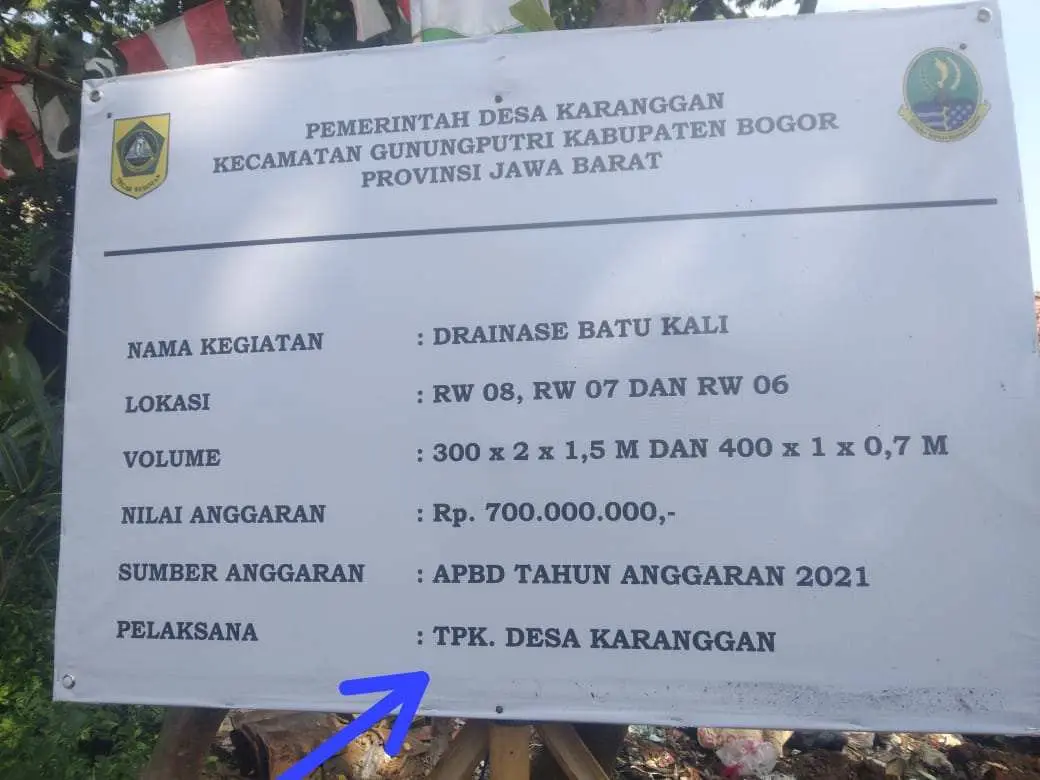 PEMERINTAH DESA KARANGGAN
KECAMATAN GUNUNGPUTRI KABUPATEN BOGOR
PROVINSI JAWA BARAT
NAMA KEGIATAN : DRAINASE BATU KALI
LOKASI : RW 08, RW 07 DAN RW 06
VOLUME : 300 x 2 x 1,5 M DAN 400 x 1 x 0,7 M
NILAI ANGGARAN : Rp. 700.000.000,-
SUMBER ANGGARAN : APBD TAHUN ANGGARAN 2021
PELAKSANA : TPK. DESA KARANGGAN